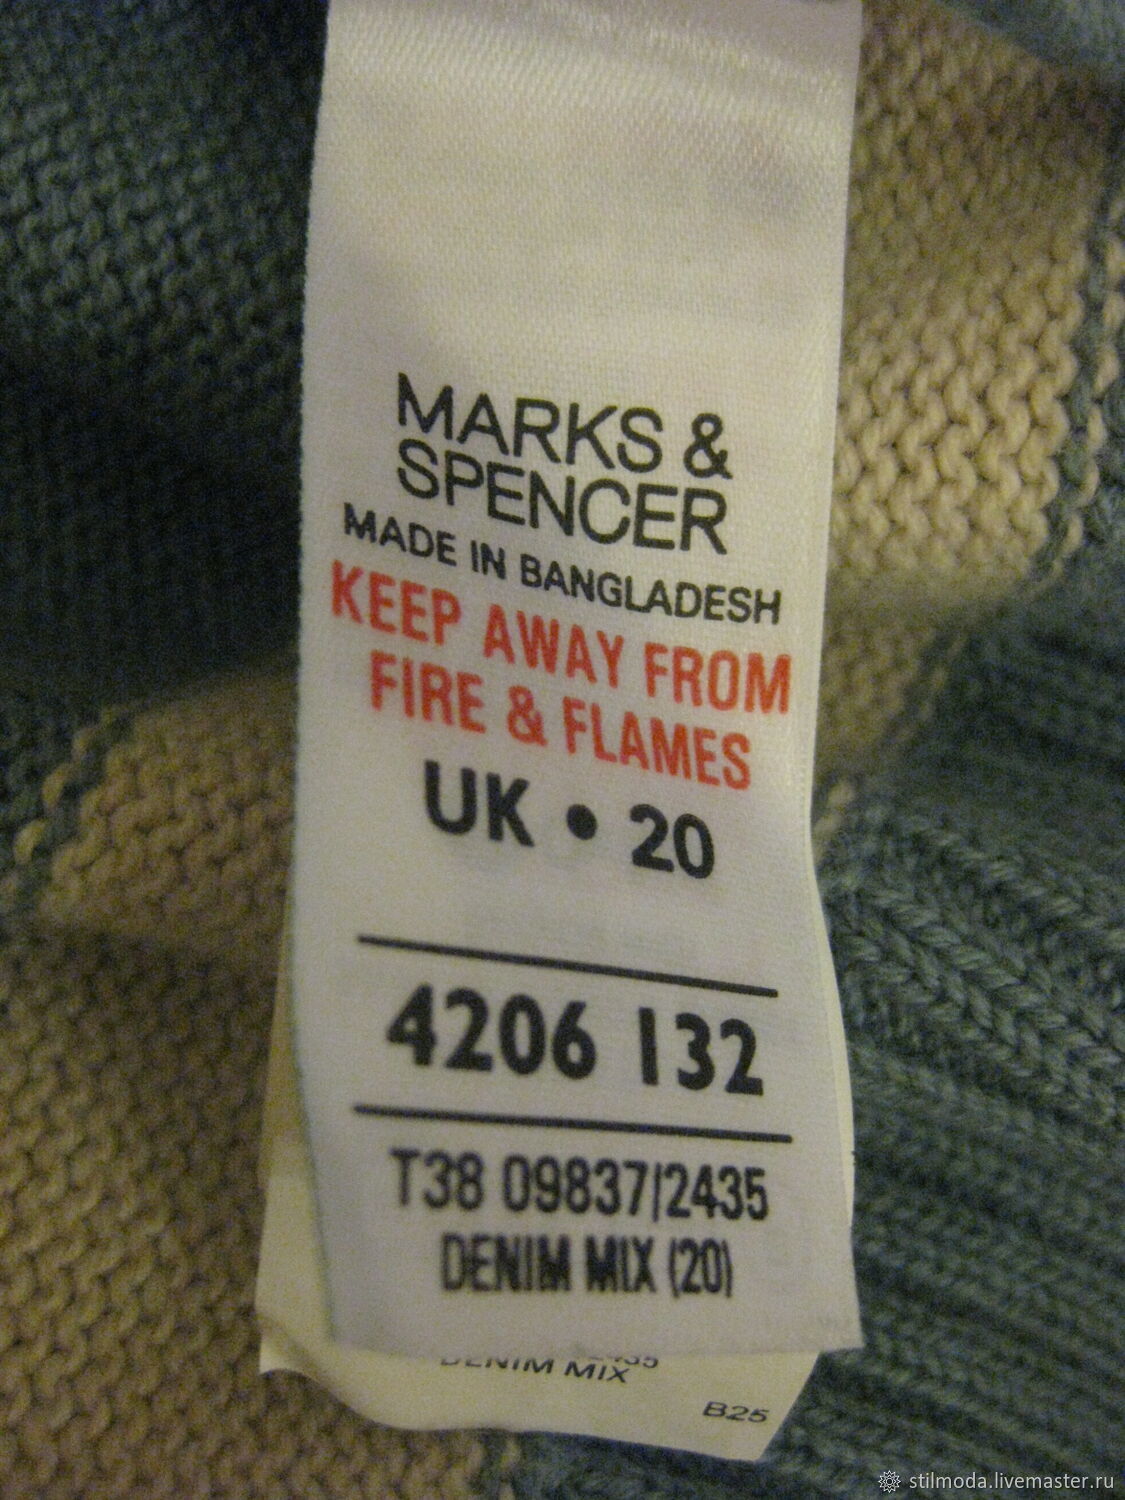 MARKS &
SPENCER
MADE IN BANGLADESH
KEEP AWAY FROM
FIRE & FLAMES
UK • 20
4206 132
T38 09837/2435
DENIM MIX (20)
DENIM MIX
B25
stilmoda.livemaster.ru